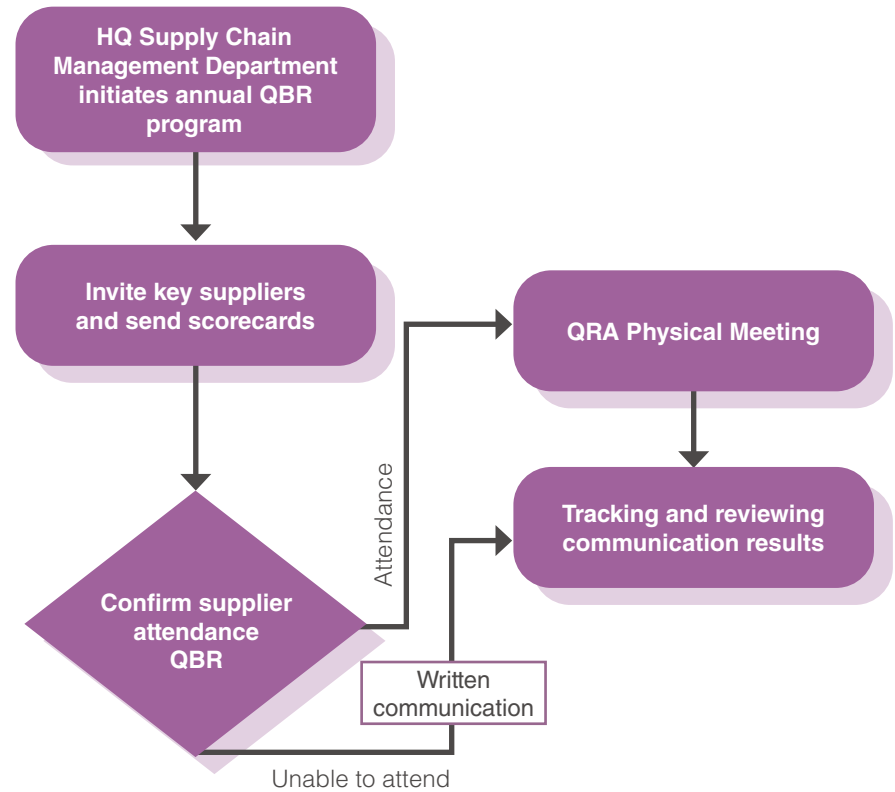 HQ Supply Chain
Management Department
initiates annual QBR
program
Invite key suppliers
and send scorecards
QRA Physical Meeting
Attendance
Tracking and reviewing
communication results
Confirm supplier
attendance
QBR
Written
communication
Unable to attend